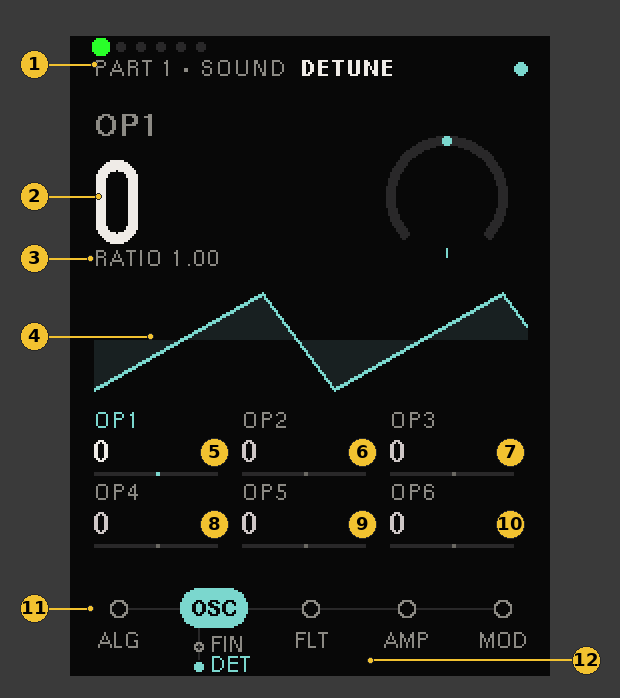 1 PART 1 · SOUND DETUNE
OP1
2 0
3 RATIO 1.00
4
OP1 OP2 OP3
0 5 0 6 0 7
OP4 OP5 OP6
0 8 0 9 0 10
11 OSC
ALG FIN FLT AMP MOD
DET 12